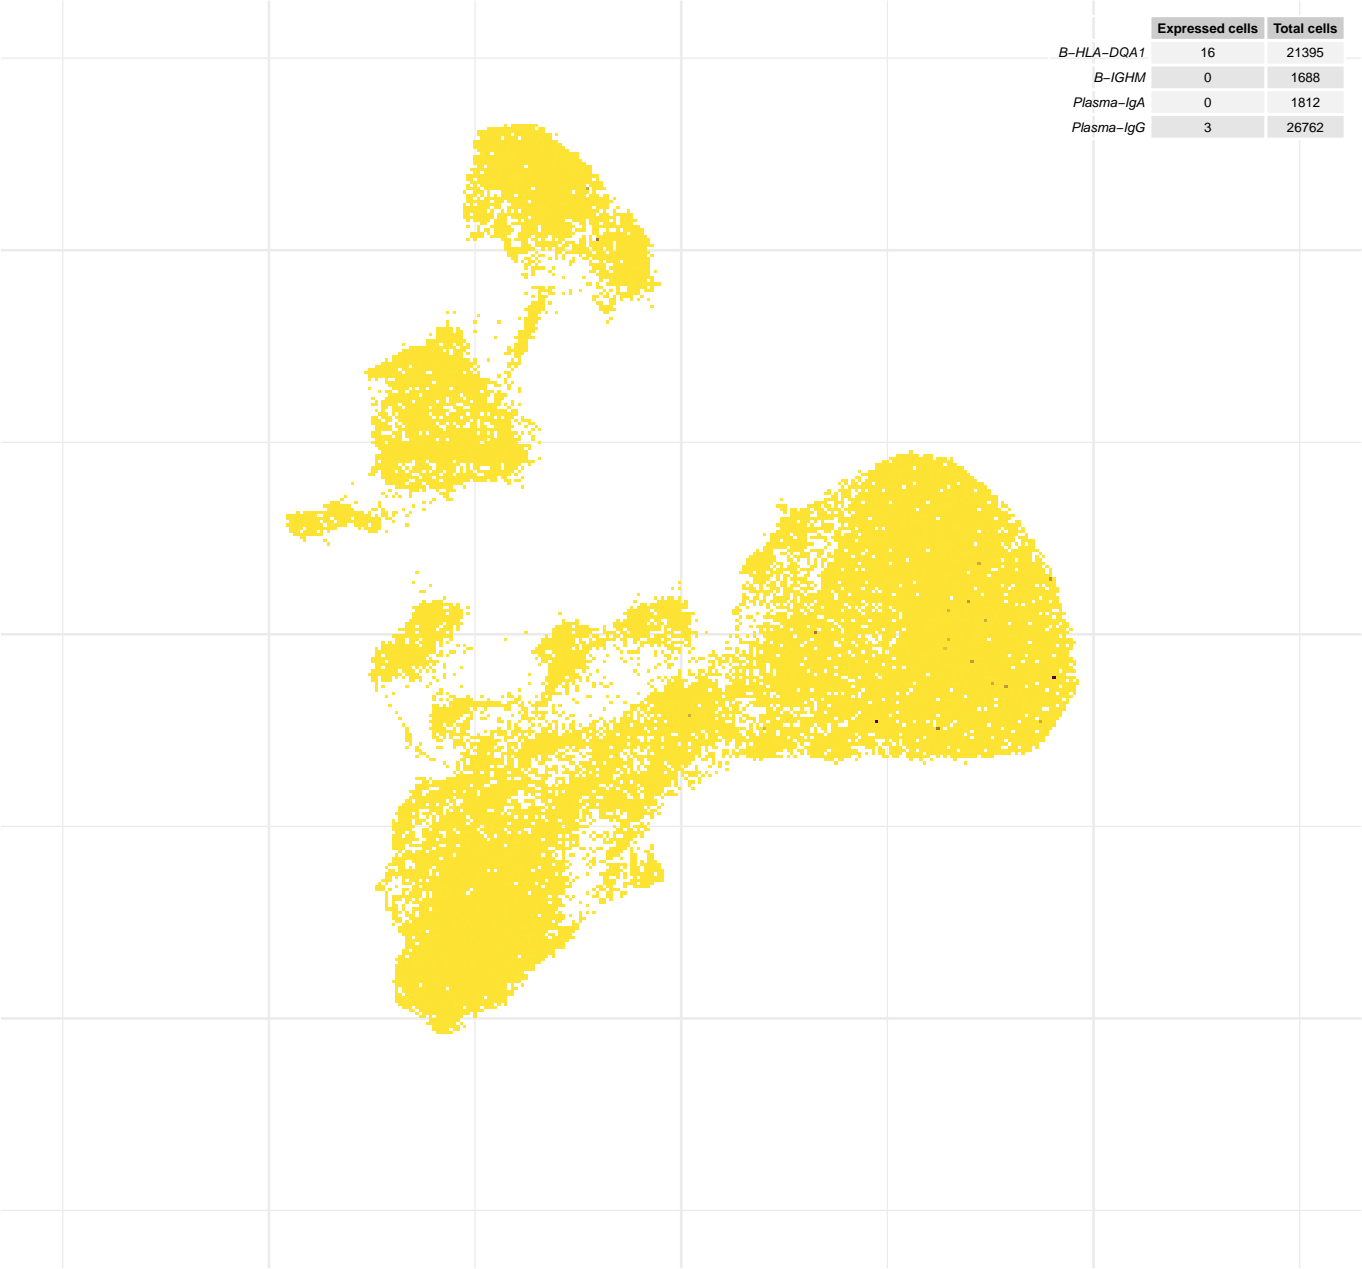 Expressed cells Total cells
B−HLA−DQA1 16 21395
B−IGHM 0 1688
Plasma−IgA 0 1812
Plasma−IgG 3 26762